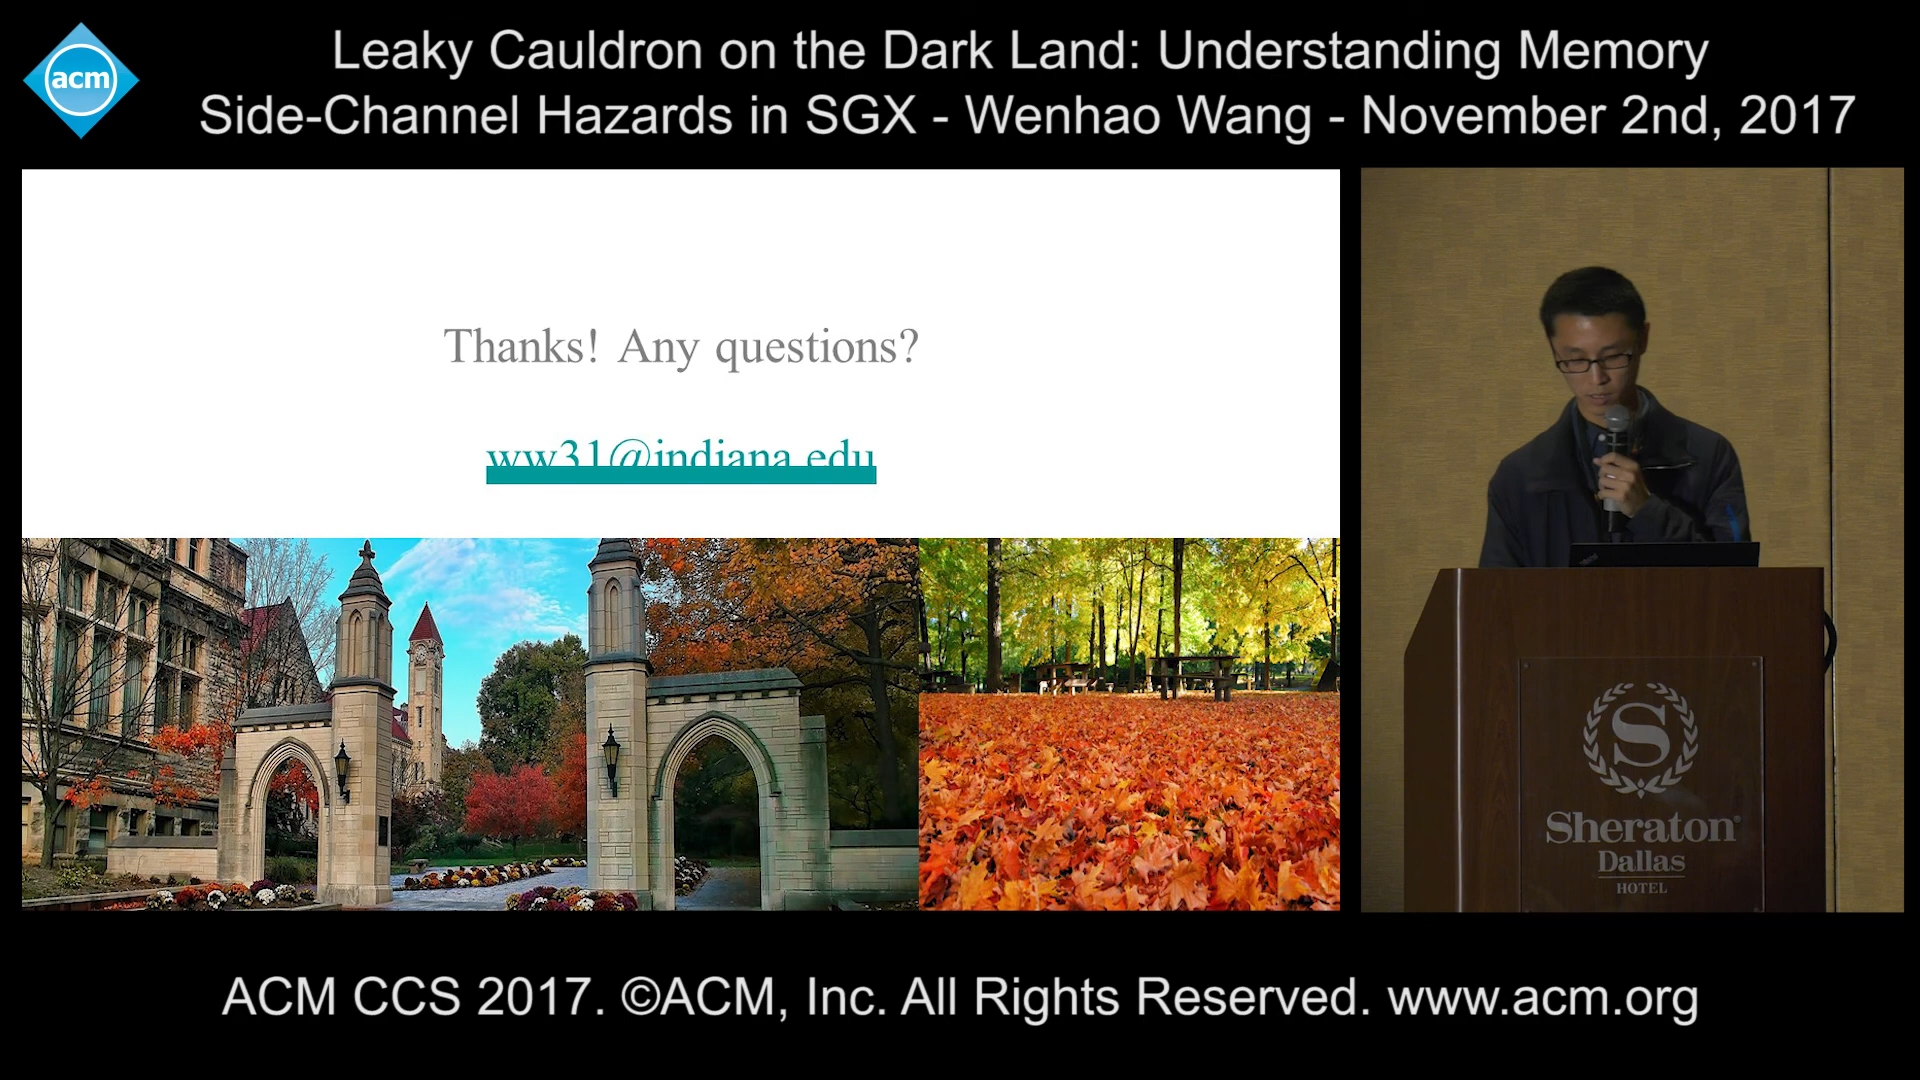 acm
Leaky Cauldron on the Dark Land: Understanding Memory
Side-Channel Hazards in SGX - Wenhao Wang - November 2nd, 2017
Thanks! Any questions?
ww31@indiana.edu
S
Sheraton
Dallas
HOTEL
ACM CCS 2017. ©ACM, Inc. All Rights Reserved. www.acm.org